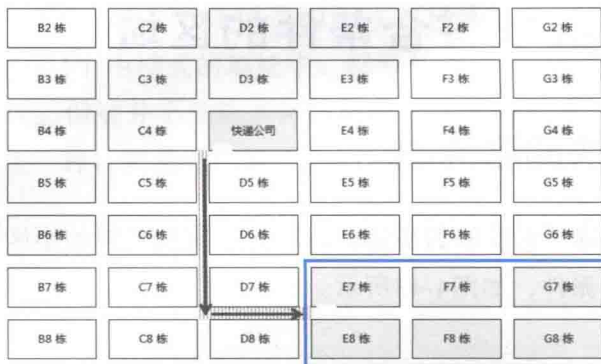 B2 栋 C2 栋 D2 栋 E2 栋 F2 栋 G2 栋
B3 栋 C3 栋 D3 栋 E3 栋 F3 栋 G3 栋
B4 栋 C4 栋 快递公司 E4 栋 F4 栋 G4 栋
B5 栋 C5 栋 D5 栋 E5 栋 F5 栋 G5 栋
B6 栋 C6 栋 D6 栋 E6 栋 F6 栋 G6 栋
B7 栋 C7 栋 D7 栋 E7 栋 F7 栋 G7 栋
B8 栋 C8 栋 D8 栋 E8 栋 F8 栋 G8 栋